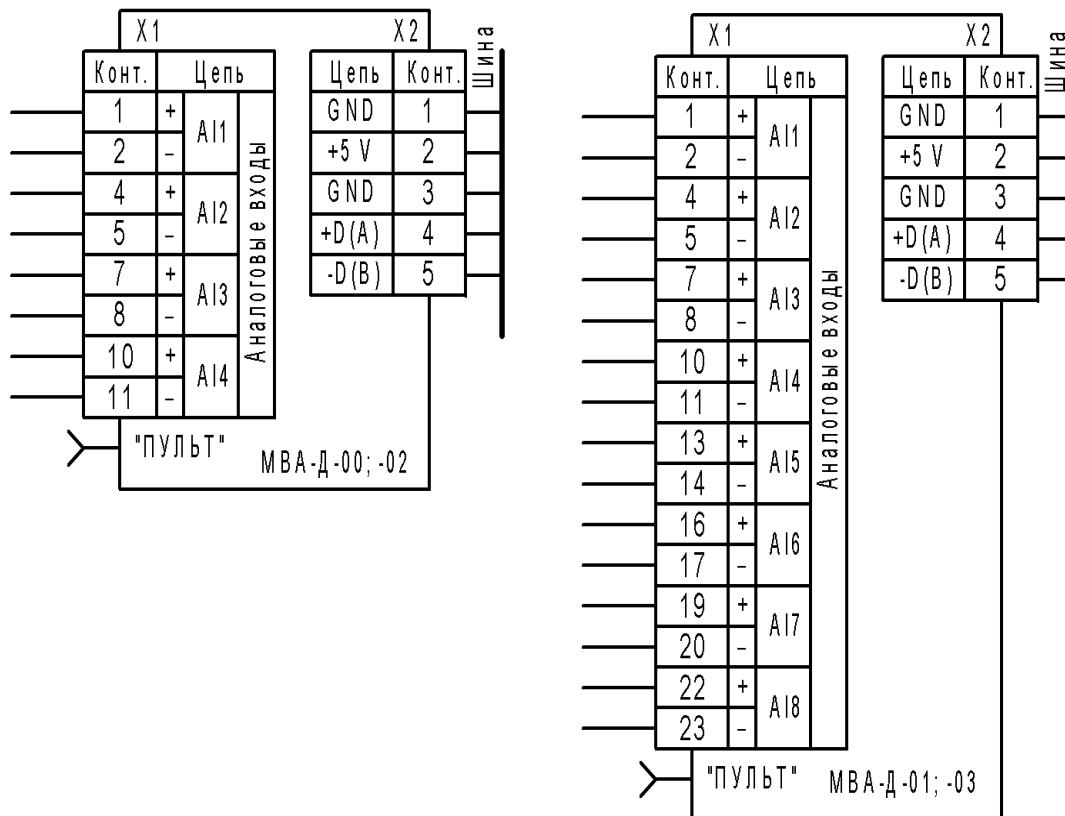 X1 X2
Шина
Конт. Цепь Цепь Конт.
1 + AI1 GND 1
2 – +5 V 2
4 + AI2 GND 3
5 – +D(A) 4
7 + AI3 -D(B) 5
8 –
10 + AI4
11 –
Аналоговые входы
"ПУЛЬТ"
МВА-Д-00; -02
X1 X2
Шина
Конт. Цепь Цепь Конт.
1 + AI1 GND 1
2 – +5 V 2
4 + AI2 GND 3
5 – +D(A) 4
7 + AI3 -D(B) 5
8 –
10 + AI4
11 –
13 + AI5
14 –
16 + AI6
17 –
19 + AI7
20 –
22 + AI8
23 –
Аналоговые входы
"ПУЛЬТ"
МВА-Д-01; -03